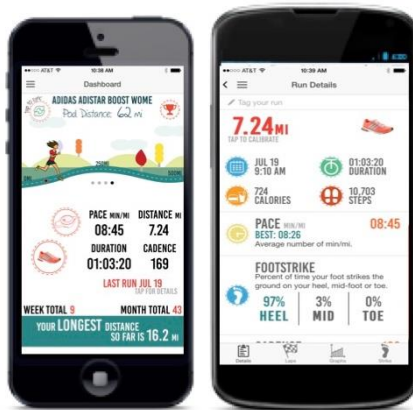 AT&T
10:38 AM
Dashboard
ADIDAS ADISTAR BOOST WOME
Pod Distance: 62 mi
250MI
500MI
PACE MIN/MI
DISTANCE MI
08:45
7.24
DURATION
CADENCE
01:03:20
169
LAST RUN JUL 19
TAP FOR DETAILS
WEEK TOTAL 9
MONTH TOTAL 43
YOUR LONGEST DISTANCE
SO FAR IS 16.2 MI
AT&T
10:39 AM
Run Details
Tag your run
7.24MI
TAP TO CALIBRATE
JUL 19
9:10 AM
01:03:20
DURATION
724
CALORIES
10,703
STEPS
PACE MIN/MI
08:45
BEST: 08:26
Average number of min/mi.
FOOTSTRIKE
Percent of time your foot strikes the
ground on your heel, mid-foot or toe.
97%
HEEL
3%
MID
0%
TOE
Details
Laps
Graphs
Strike